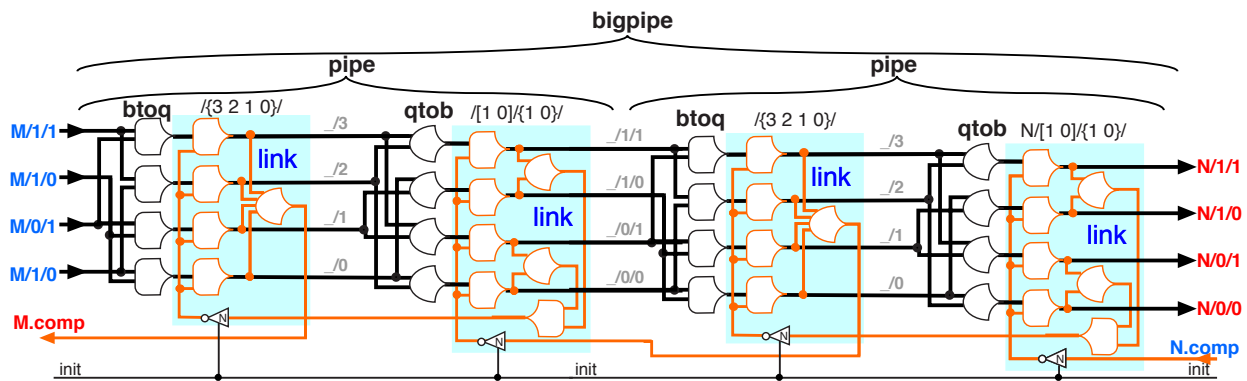 bigpipe
pipe
pipe
btoq
/{3 2 1 0}/
qtob
/[1 0]/{1 0}/
btoq
/{3 2 1 0}/
qtob
N/[1 0]/{1 0}/
M/1/1
_/3
_/1/1
_/3
N/1/1
link
link
M/1/0
_/2
_/1/0
_/2
N/1/0
link
link
M/0/1
_/1
_/0/1
_/1
N/0/1
M/1/0
_/0
_/0/0
_/0
N/0/0
M.comp
N
N
N
N
N.comp
init
init
init